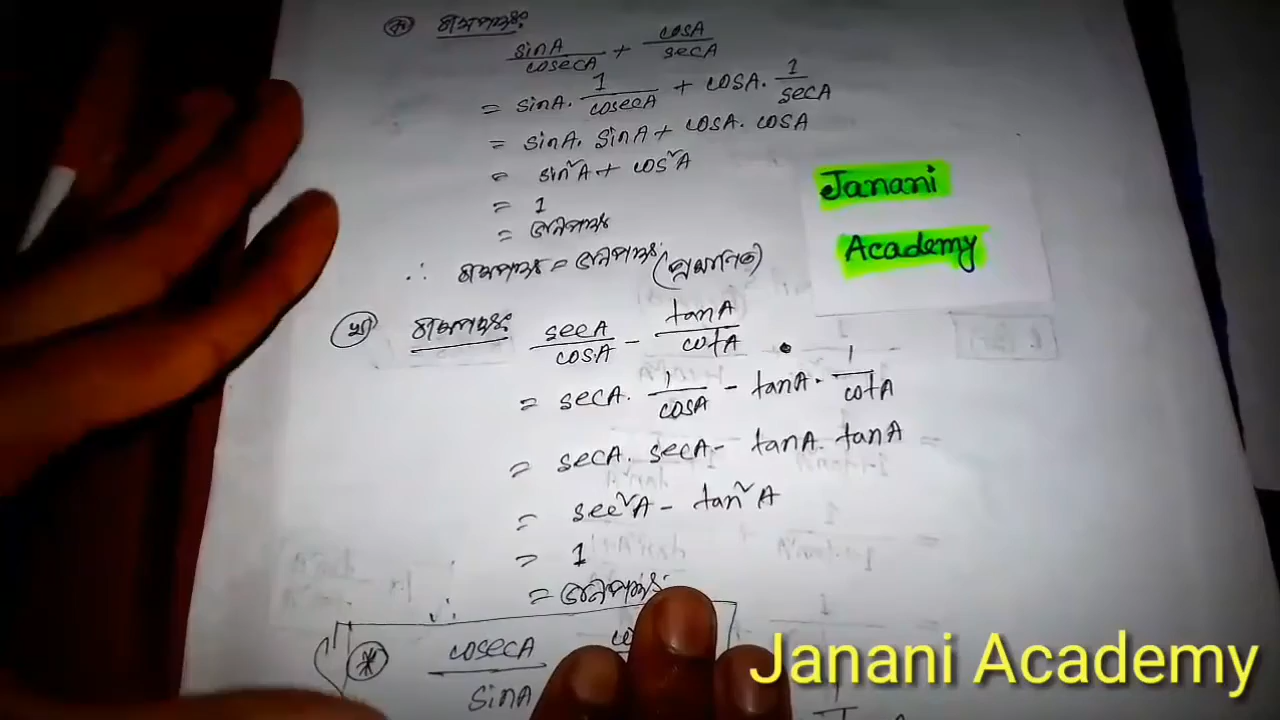 (ক) বামপক্ষঃ
sinA/cosecA + cosA/secA
= sinA. 1/cosecA + cosA. 1/secA
= sinA. sinA + cosA. cosA
= sin²A + cos²A
= 1
= ডানপক্ষ
∴ বামপক্ষ = ডানপক্ষ (প্রমাণিত)
Janani
Academy
(খ) বামপক্ষঃ secA/cosA - tanA/cotA
= secA. 1/cosA - tanA. 1/cotA
= secA. secA - tanA. tanA
= sec²A - tan²A
= 1
= ডানপক্ষ
∴
* cosecA/sinA
Janani Academy